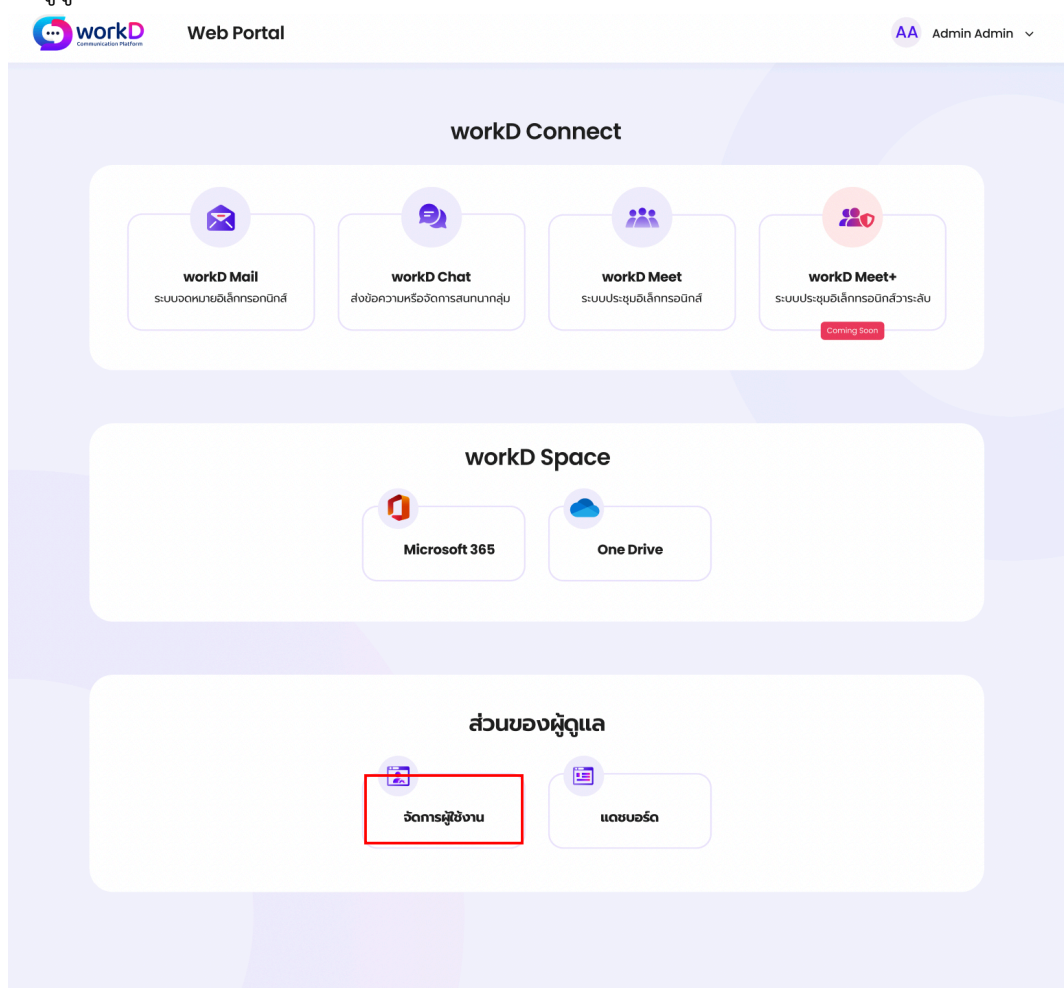 workD
Communication Platform
Web Portal
AA Admin Admin
workD Connect
workD Mail
ระบบจดหมายอิเล็กทรอกนิกส์
workD Chat
ส่งข้อความหรือจัดการสนทนากลุ่ม
workD Meet
ระบบประชุมอิเล็กทรอนิกส์
workD Meet+
ระบบประชุมอิเล็กทรอนิกส์วาระลับ
Coming Soon
workD Space
Microsoft 365
One Drive
ส่วนของผู้ดูแล
จัดการผู้ใช้งาน
แดชบอร์ด